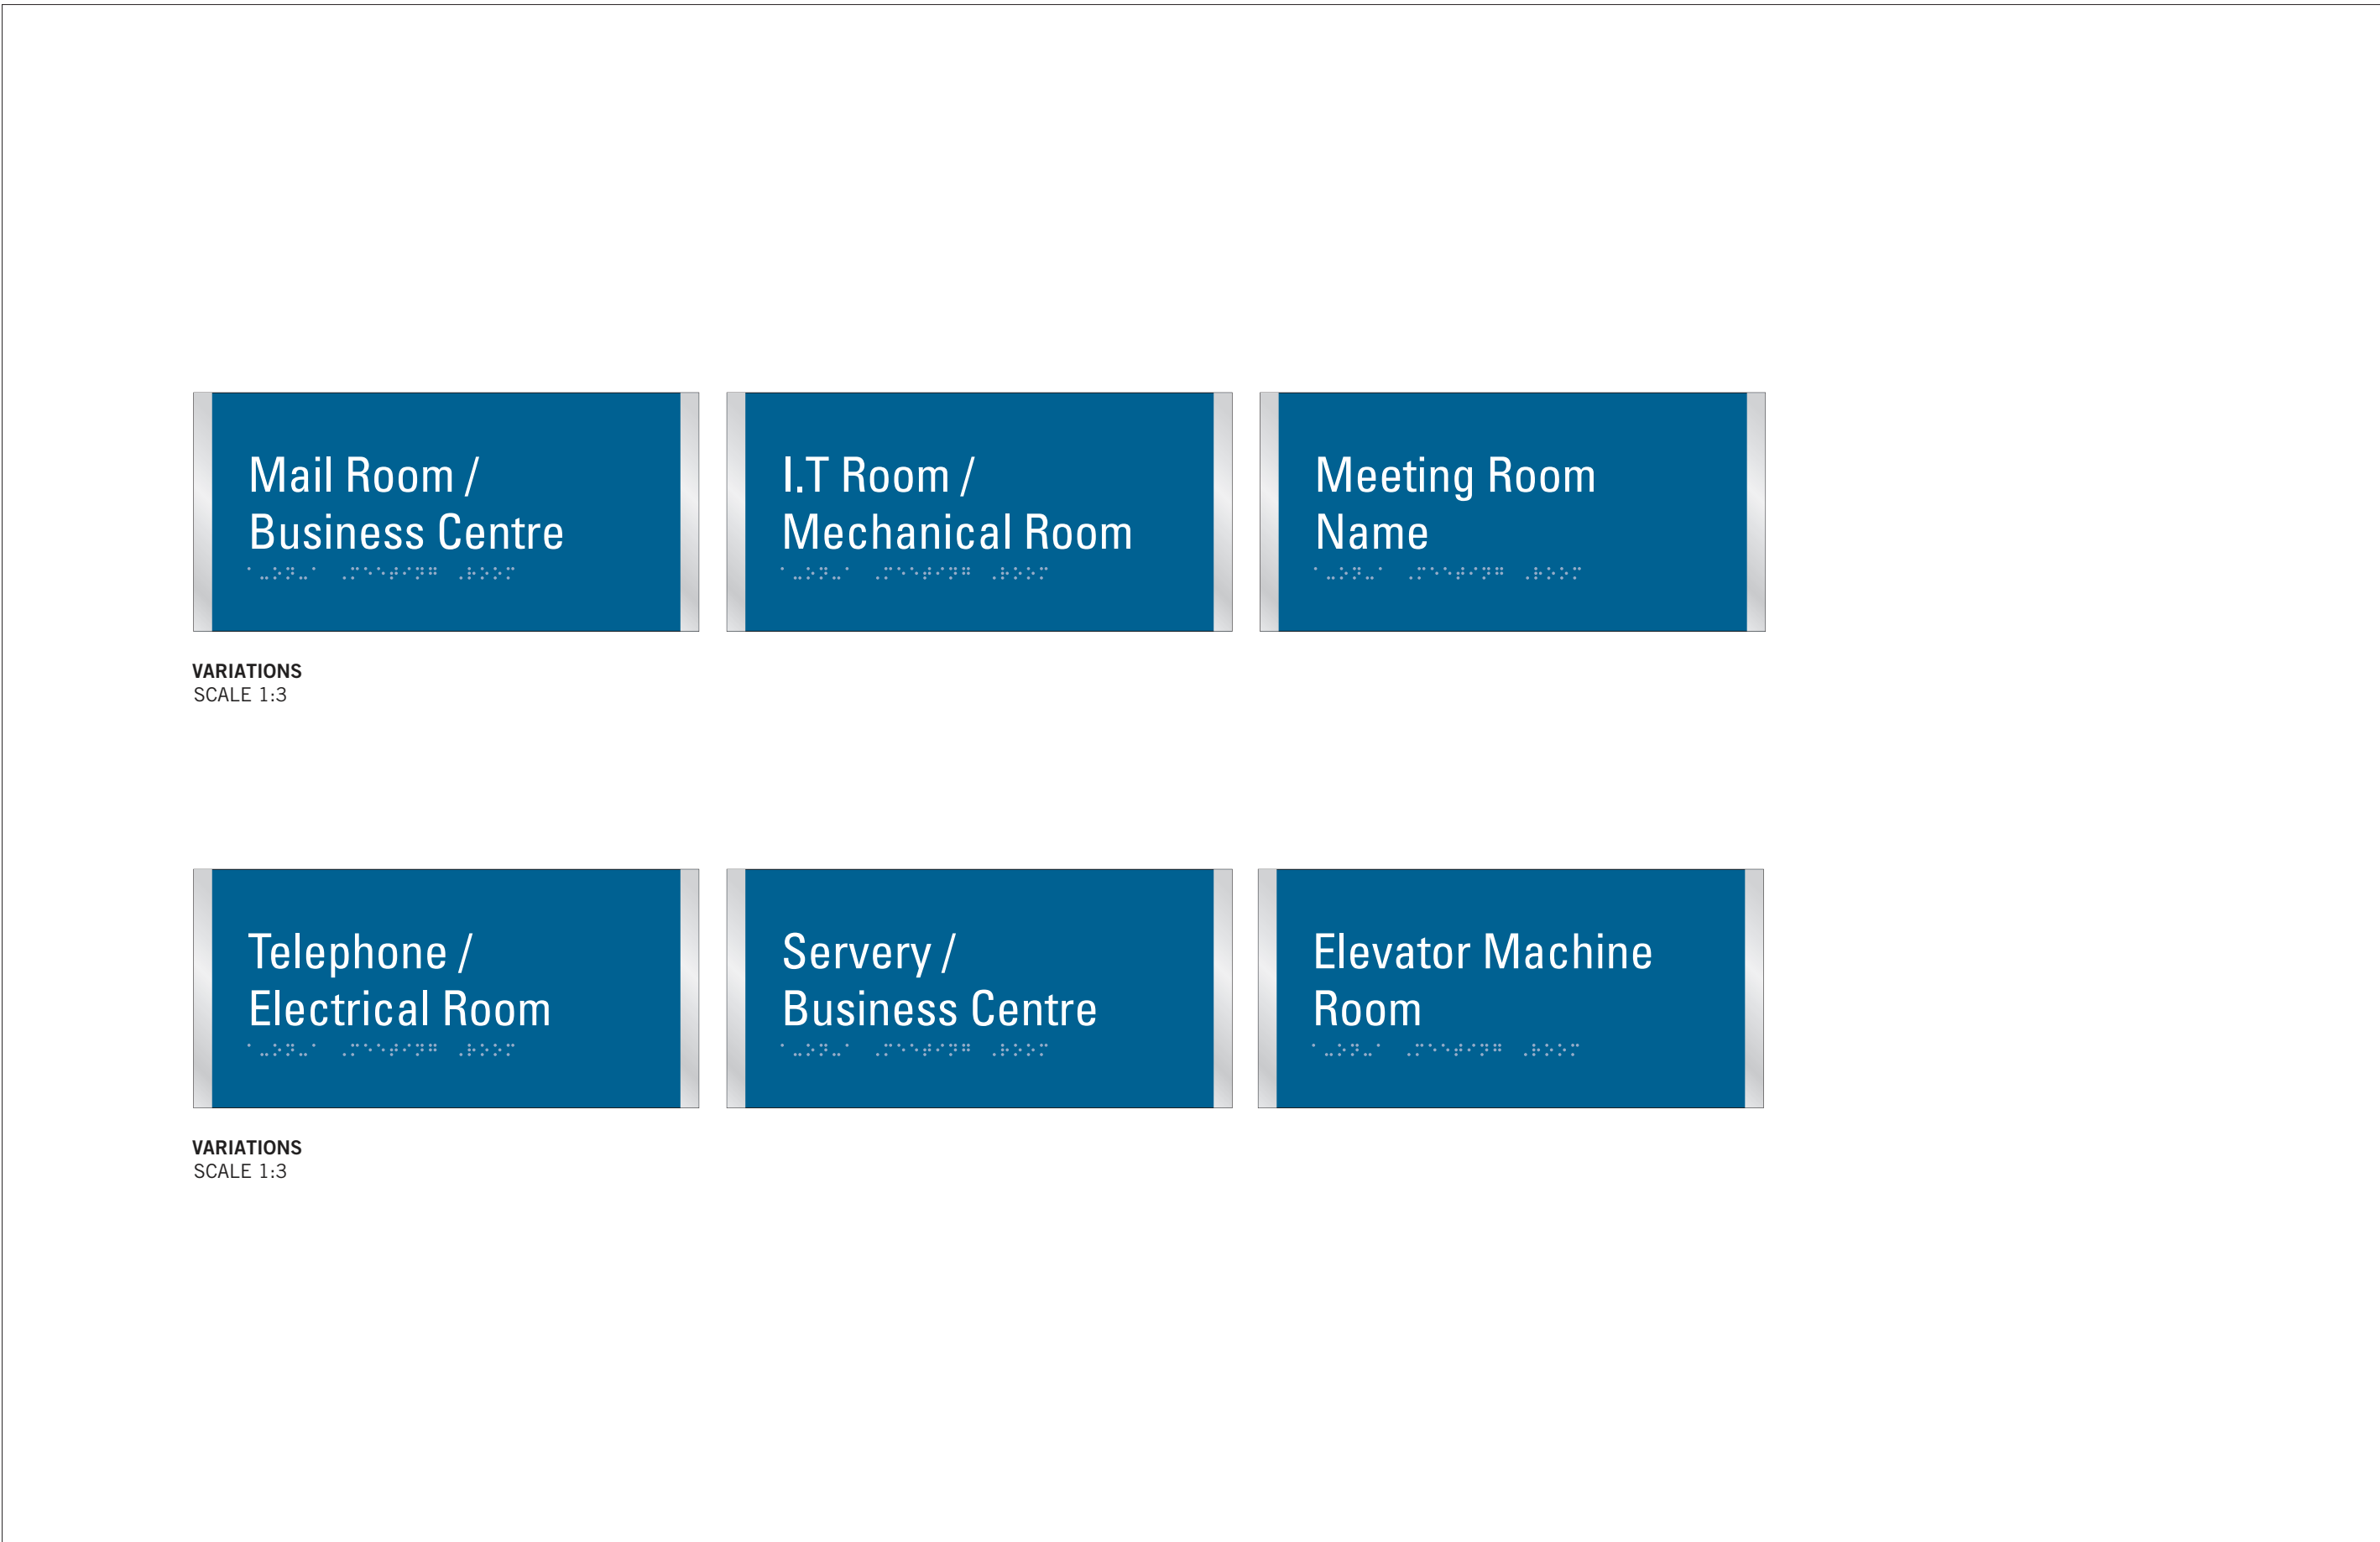 Mail Room /
Business Centre
⠁⠤⠕⠝⠤⠁ ⠠⠍⠑⠑⠞⠊⠝⠛ ⠠⠗⠕⠕⠍
I.T Room /
Mechanical Room
⠁⠤⠕⠝⠤⠁ ⠠⠍⠑⠑⠞⠊⠝⠛ ⠠⠗⠕⠕⠍
Meeting Room
Name
⠁⠤⠕⠝⠤⠁ ⠠⠍⠑⠑⠞⠊⠝⠛ ⠠⠗⠕⠕⠍
VARIATIONS
SCALE 1:3
Telephone /
Electrical Room
⠁⠤⠕⠝⠤⠁ ⠠⠍⠑⠑⠞⠊⠝⠛ ⠠⠗⠕⠕⠍
Servery /
Business Centre
⠁⠤⠕⠝⠤⠁ ⠠⠍⠑⠑⠞⠊⠝⠛ ⠠⠗⠕⠕⠍
Elevator Machine
Room
⠁⠤⠕⠝⠤⠁ ⠠⠍⠑⠑⠞⠊⠝⠛ ⠠⠗⠕⠕⠍
VARIATIONS
SCALE 1:3